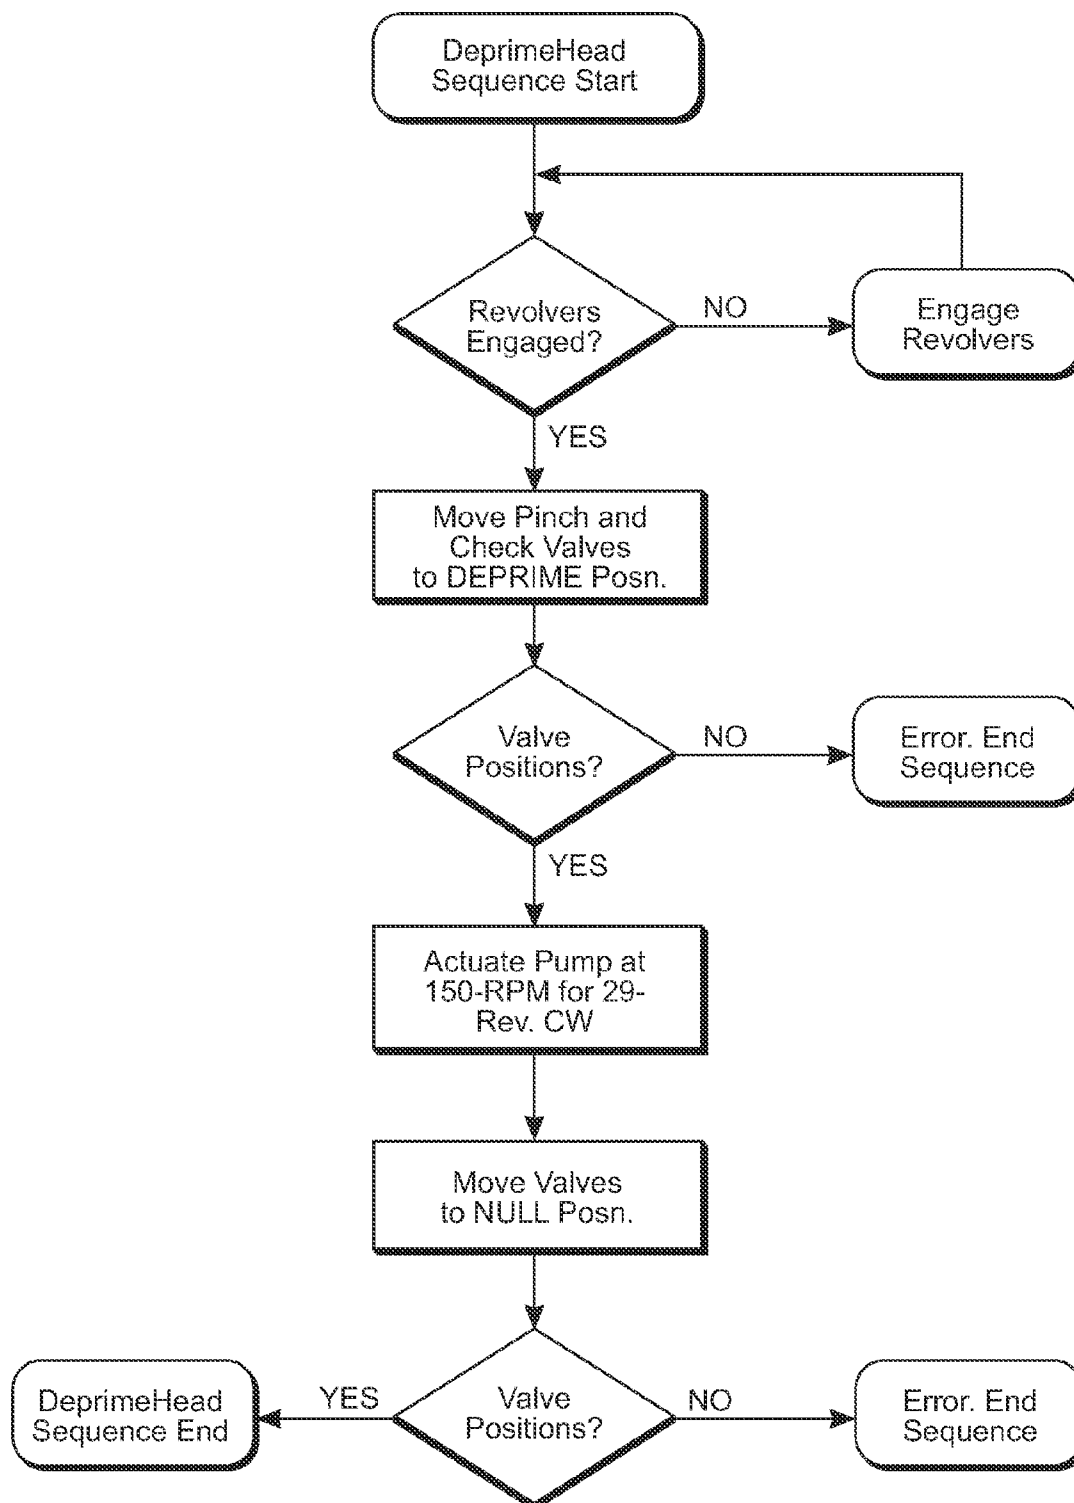 DeprimeHead
Sequence Start
Revolvers
Engaged?
NO
Engage
Revolvers
YES
Move Pinch and
Check Valves
to DEPRIME Posn.
Valve
Positions?
NO
Error. End
Sequence
YES
Actuate Pump at
150-RPM for 29-
Rev. CW
Move Valves
to NULL Posn.
DeprimeHead
Sequence End
YES
Valve
Positions?
NO
Error. End
Sequence